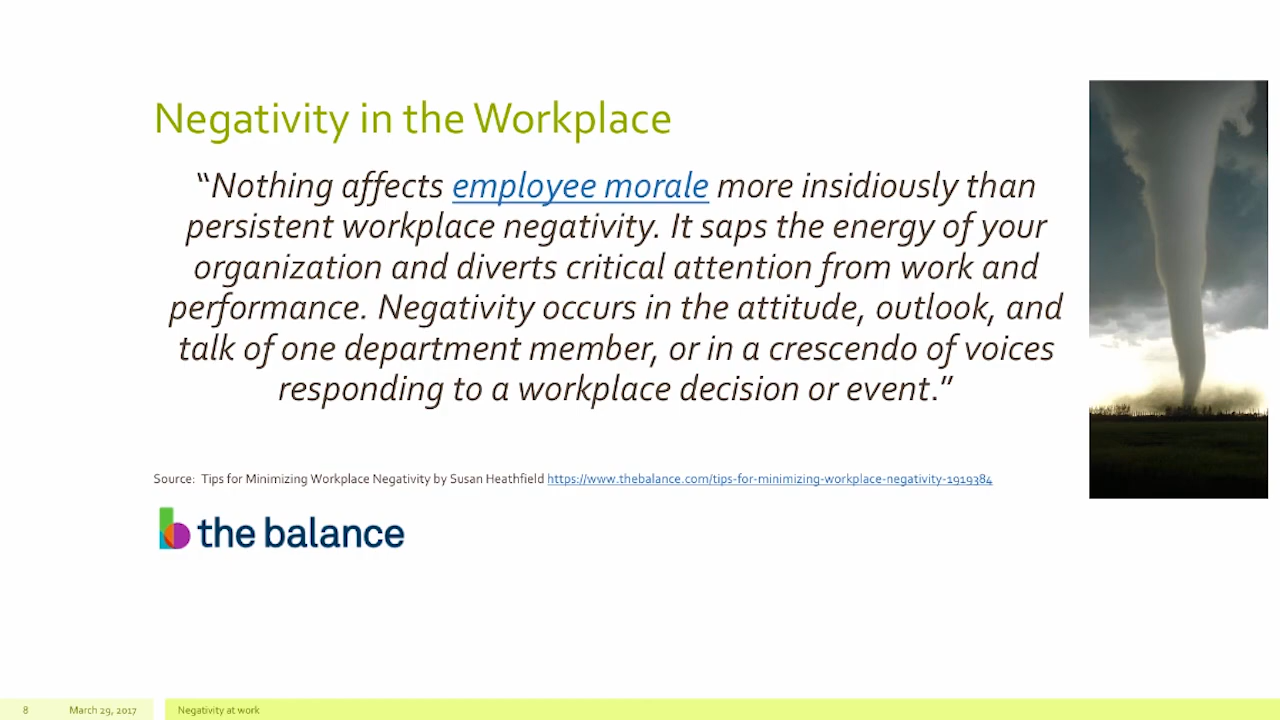 Negativity in the Workplace
“Nothing affects employee morale more insidiously than
persistent workplace negativity. It saps the energy of your
organization and diverts critical attention from work and
performance. Negativity occurs in the attitude, outlook, and
talk of one department member, or in a crescendo of voices
responding to a workplace decision or event.”
Source: Tips for Minimizing Workplace Negativity by Susan Heathfield https://www.thebalance.com/tips-for-minimizing-workplace-negativity-1919384
the balance
8 March 29, 2017 Negativity at work